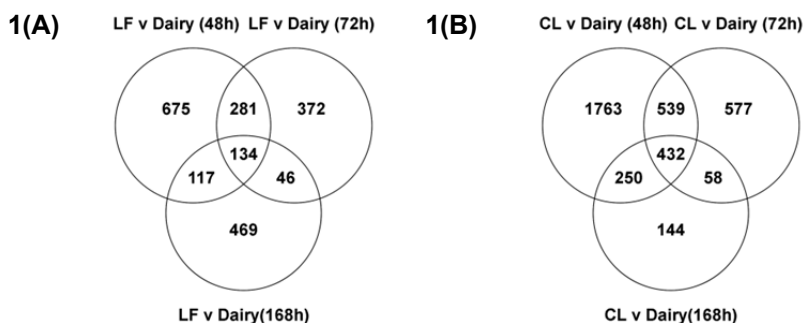 1(A)
LF v Dairy (48h) LF v Dairy (72h)
675 281 372
134
117 46
469
LF v Dairy(168h)
1(B)
CL v Dairy (48h) CL v Dairy (72h)
1763 539 577
432
250 58
144
CL v Dairy(168h)